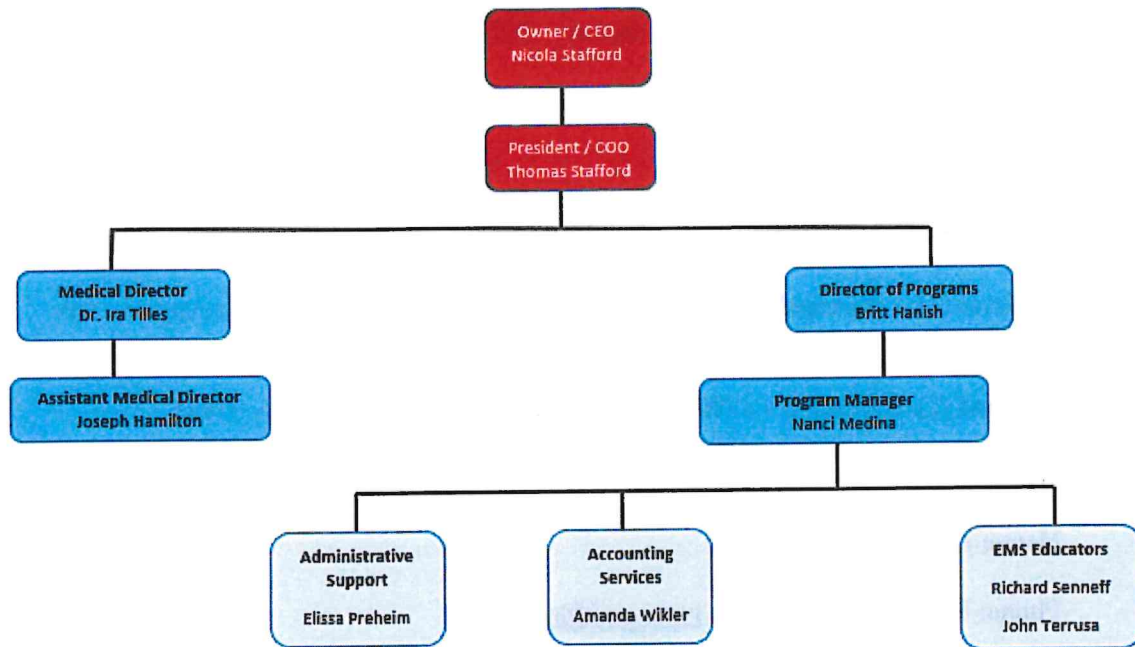 Owner / CEO
Nicola Stafford
President / COO
Thomas Stafford
Medical Director
Dr. Ira Tilles
Director of Programs
Britt Hanish
Assistant Medical Director
Joseph Hamilton
Program Manager
Nanci Medina
Administrative
Support
Elissa Preheim
Accounting
Services
Amanda Wikler
EMS Educators
Richard Senneff
John Terrusa